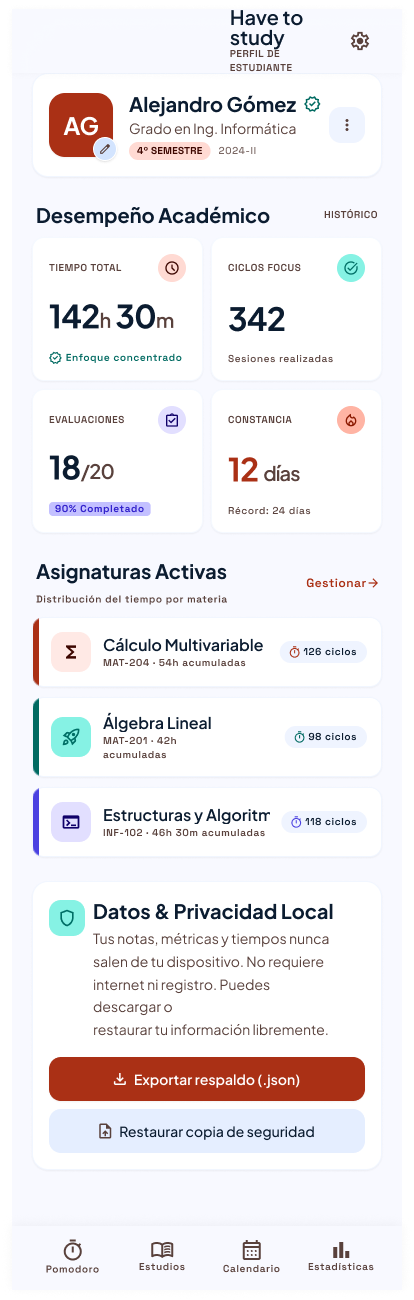 Have to
study
PERFIL DE
ESTUDIANTE
AG
Alejandro Gómez
Grado en Ing. Informática
4º SEMESTRE 2024-II
Desempeño Académico
HISTÓRICO
TIEMPO TOTAL
142h 30m
Enfoque concentrado
CICLOS FOCUS
342
Sesiones realizadas
EVALUACIONES
18/20
90% Completado
CONSTANCIA
12 días
Récord: 24 días
Asignaturas Activas
Distribución del tiempo por materia
Gestionar
Cálculo Multivariable
MAT-204 · 54h acumuladas
126 ciclos
Álgebra Lineal
MAT-201 · 42h
acumuladas
98 ciclos
Estructuras y Algoritm
INF-102 · 46h 30m acumuladas
118 ciclos
Datos & Privacidad Local
Tus notas, métricas y tiempos nunca
salen de tu dispositivo. No requiere
internet ni registro. Puedes
descargar o
restaurar tu información libremente.
Exportar respaldo (.json)
Restaurar copia de seguridad
Pomodoro
Estudios
Calendario
Estadísticas